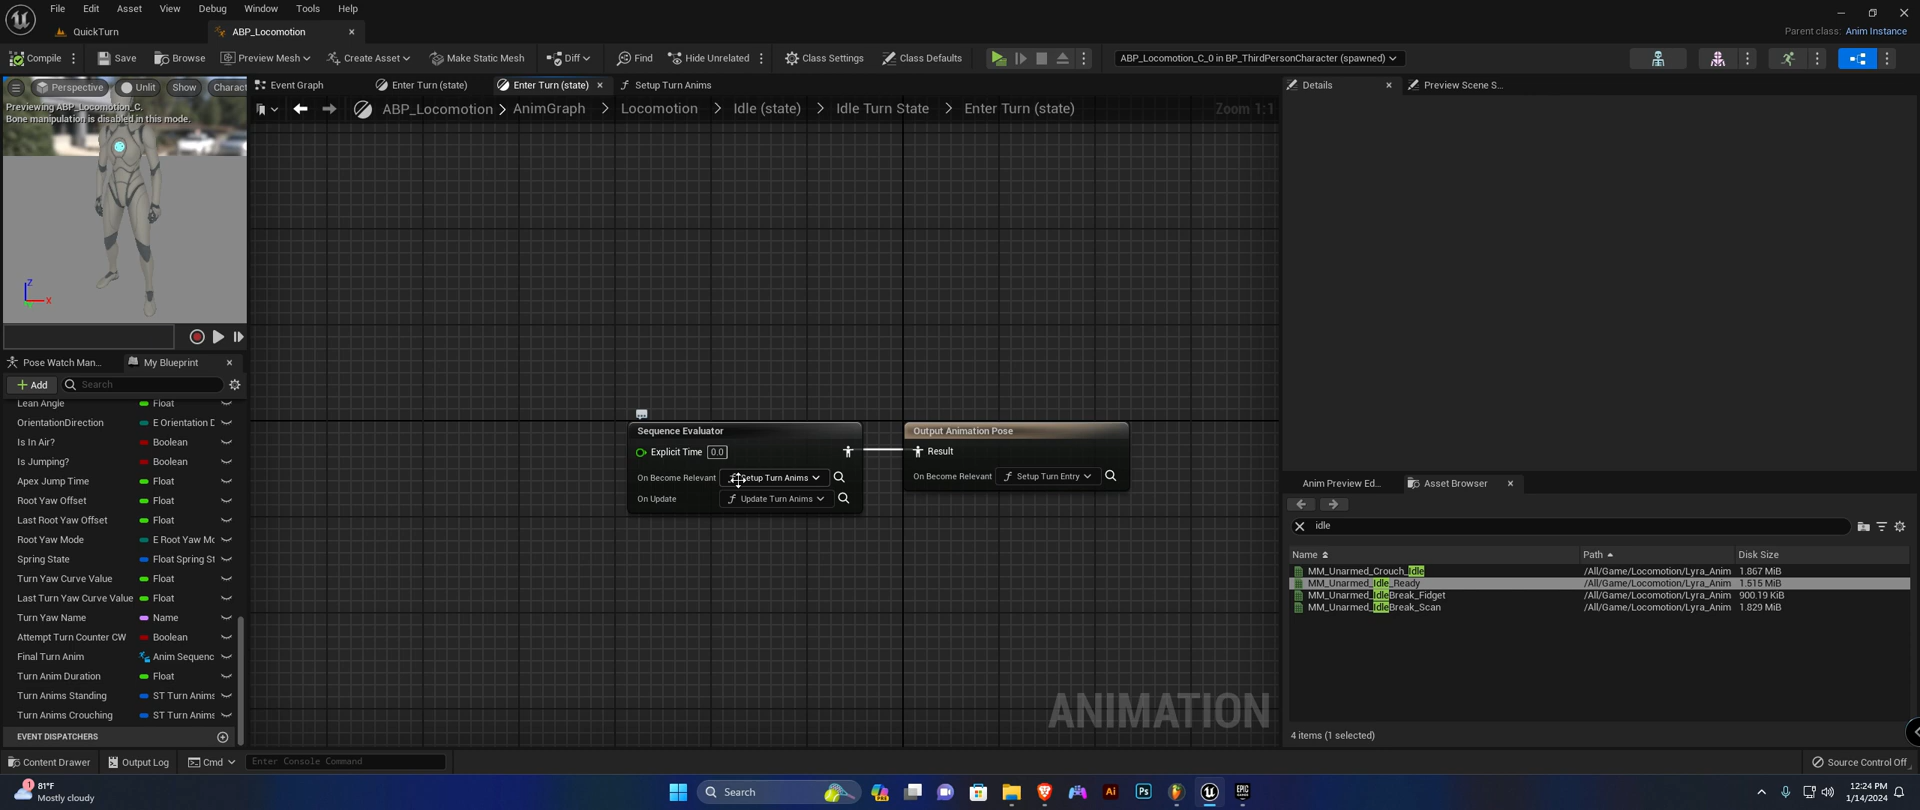 File Edit Asset View Debug Window Tools Help
QuickTurn ABP_Locomotion
Parent class: Anim Instance
Compile Save Browse Preview Mesh Create Asset Make Static Mesh Diff Find Hide Unrelated Class Settings Class Defaults ABP_Locomotion_C_0 in BP_ThirdPersonCharacter (spawned)
Perspective Unlit Show Charact
Previewing ABP_Locomotion_C.
Bone manipulation is disabled in this mode.
Z
X
Event Graph Enter Turn (state) Enter Turn (state) Setup Turn Anims
ABP_Locomotion AnimGraph Locomotion Idle (state) Idle Turn State Enter Turn (state) Zoom 1:1
Details Preview Scene S...
Pose Watch Man... My Blueprint
Add Search
Lean Angle Float
OrientationDirection E Orientation D
Is In Air? Boolean
Is Jumping? Boolean
Apex Jump Time Float
Root Yaw Offset Float
Last Root Yaw Offset Float
Root Yaw Mode E Root Yaw Mo
Spring State Float Spring St
Turn Yaw Curve Value Float
Last Turn Yaw Curve Value Float
Turn Yaw Name Name
Attempt Turn Counter CW Boolean
Final Turn Anim Anim Sequenc
Turn Anim Duration Float
Turn Anims Standing ST Turn Anims
Turn Anims Crouching ST Turn Anims
EVENT DISPATCHERS
Sequence Evaluator
Explicit Time 0.0
On Become Relevant Setup Turn Anims
On Update Update Turn Anims
Output Animation Pose
Result
On Become Relevant Setup Turn Entry
ANIMATION
Anim Preview Ed... Asset Browser
idle
Name Path Disk Size
MM_Unarmed_Crouch_Idle /All/Game/Locomotion/Lyra_Anim 1.867 MiB
MM_Unarmed_Idle_Ready /All/Game/Locomotion/Lyra_Anim 1.515 MiB
MM_Unarmed_IdleBreak_Fidget /All/Game/Locomotion/Lyra_Anim 900.19 KiB
MM_Unarmed_IdleBreak_Scan /All/Game/Locomotion/Lyra_Anim 1.829 MiB
4 items (1 selected)
Content Drawer Output Log Cmd Enter Console Command Source Control Off
1
81°F
Mostly cloudy
Search
Ai Ps EPIC
12:24 PM
1/14/2024